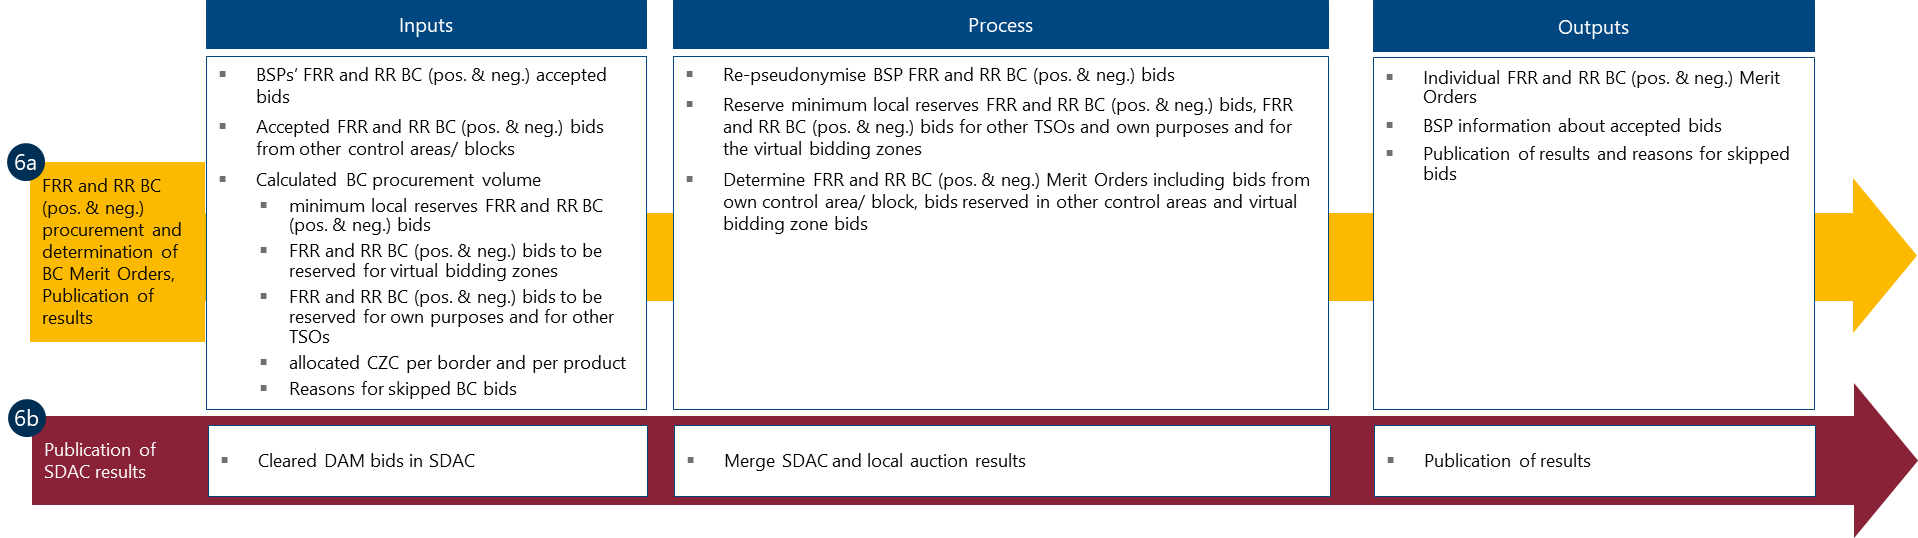 Inputs
Process
Outputs
6a
FRR and RR BC
(pos. & neg.)
procurement and
determination of
BC Merit Orders,
Publication of
results
▪ BSPs' FRR and RR BC (pos. & neg.) accepted
bids
▪ Accepted FRR and RR BC (pos. & neg.) bids
from other control areas/ blocks
▪ Calculated BC procurement volume
▪ minimum local reserves FRR and RR BC
(pos. & neg.) bids
▪ FRR and RR BC (pos. & neg.) bids to be
reserved for virtual bidding zones
▪ FRR and RR BC (pos. & neg.) bids to be
reserved for own purposes and for other
TSOs
▪ allocated CZC per border and per product
▪ Reasons for skipped BC bids
▪ Re-pseudonymise BSP FRR and RR BC (pos. & neg.) bids
▪ Reserve minimum local reserves FRR and RR BC (pos. & neg.) bids, FRR
and RR BC (pos. & neg.) bids for other TSOs and own purposes and for
the virtual bidding zones
▪ Determine FRR and RR BC (pos. & neg.) Merit Orders including bids from
own control area/ block, bids reserved in other control areas and virtual
bidding zone bids
▪ Individual FRR and RR BC (pos. & neg.) Merit
Orders
▪ BSP information about accepted bids
▪ Publication of results and reasons for skipped
bids
6b
Publication of
SDAC results
▪ Cleared DAM bids in SDAC
▪ Merge SDAC and local auction results
▪ Publication of results